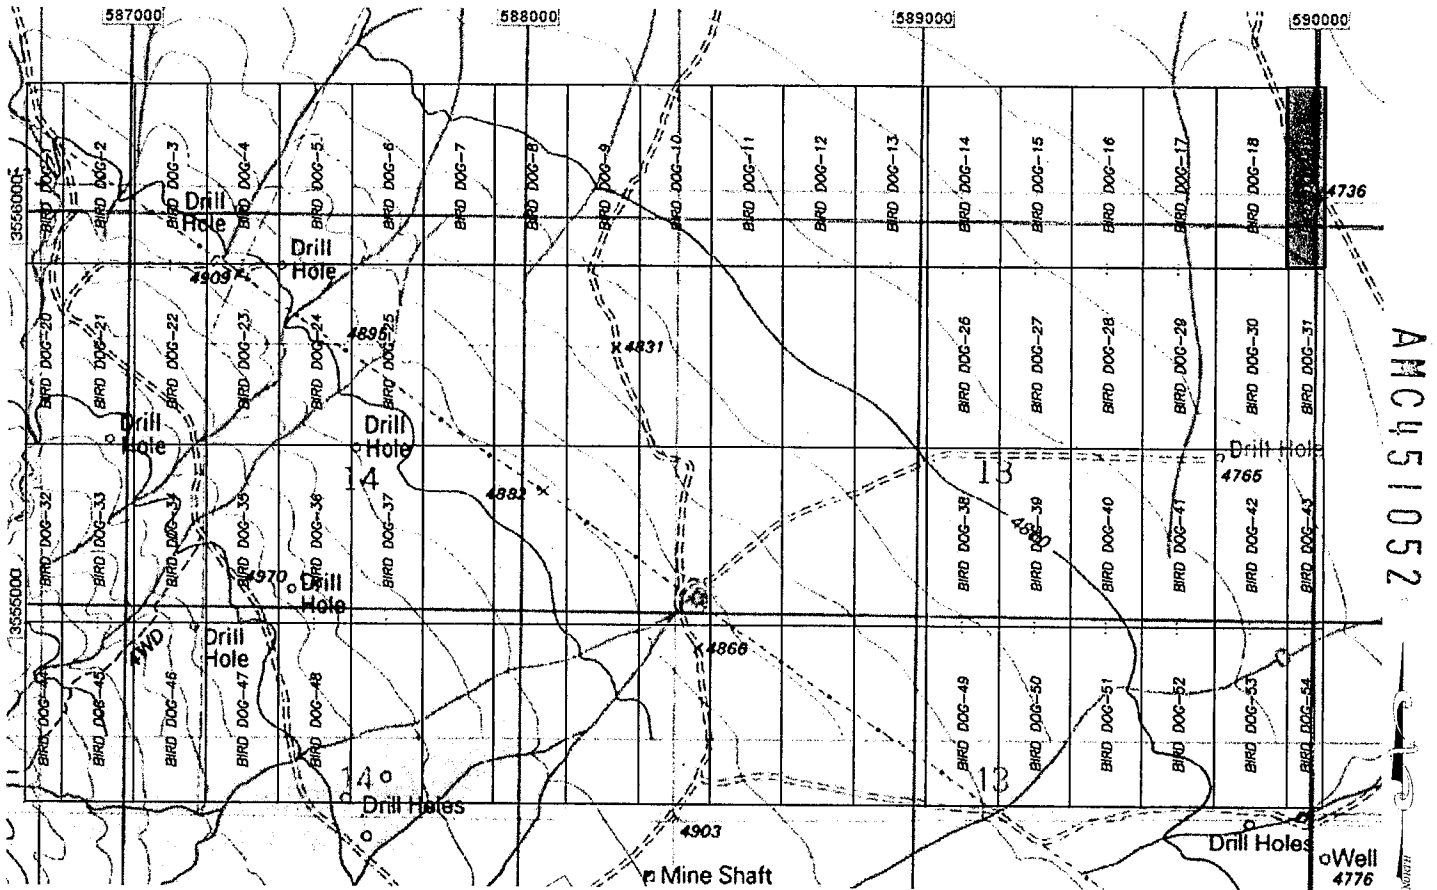 587000
588000
589000
590000
3556000
BIRD DOG-2
BIRD DOG-3
BIRD DOG-4
BIRD DOG-5
BIRD DOG-6
BIRD DOG-7
BIRD DOG-8
BIRD DOG-9
BIRD DOG-10
BIRD DOG-11
BIRD DOG-12
BIRD DOG-13
BIRD DOG-14
BIRD DOG-15
BIRD DOG-16
BIRD DOG-17
BIRD DOG-18
4736
Drill
Hole
4909
Drill
Hole
BIRD DOG-20
BIRD DOG-21
BIRD DOG-22
BIRD DOG-23
BIRD DOG-24
4895
BIRD DOG-25
4831
BIRD DOG-26
BIRD DOG-27
BIRD DOG-28
BIRD DOG-29
BIRD DOG-30
BIRD DOG-31
AMC451052
Drill
Hole
Drill
Hole
14
4882
13
Drill Hole
4765
BIRD DOG-32
BIRD DOG-33
BIRD DOG-34
BIRD DOG-35
BIRD DOG-36
BIRD DOG-37
BIRD DOG-38
BIRD DOG-39
4800
BIRD DOG-40
BIRD DOG-41
BIRD DOG-42
BIRD DOG-43
3555000
4970
Drill
Hole
Drill
Hole
4WD
4866
BIRD DOG-44
BIRD DOG-45
BIRD DOG-46
BIRD DOG-47
BIRD DOG-48
BIRD DOG-49
BIRD DOG-50
BIRD DOG-51
BIRD DOG-52
BIRD DOG-53
BIRD DOG-54
14
13
Drill Holes
4903
Drill Holes
Mine Shaft
Well
4776